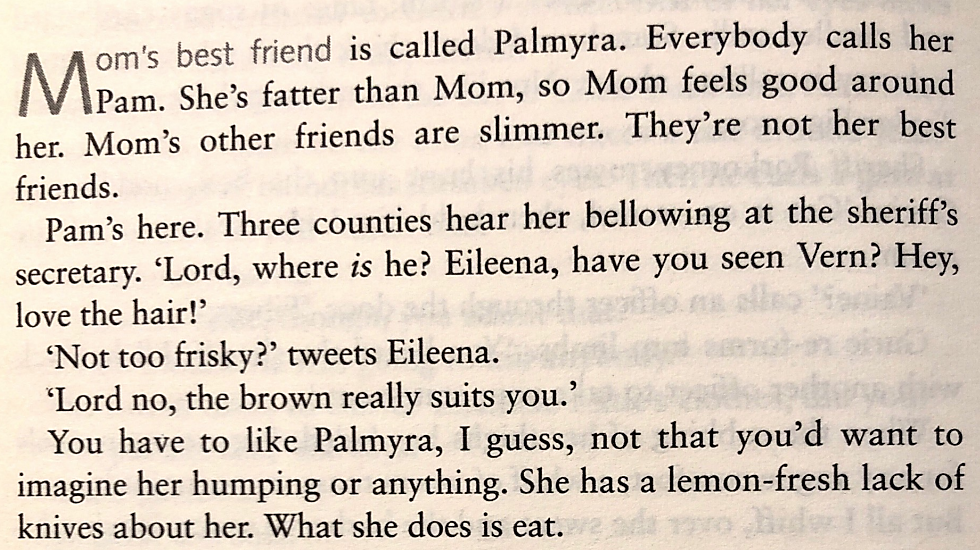 Mom's best friend is called Palmyra. Everybody calls her
Pam. She's fatter than Mom, so Mom feels good around
her. Mom's other friends are slimmer. They're not her best
friends.
Pam's here. Three counties hear her bellowing at the sheriff's
secretary. ‘Lord, where is he? Eileena, have you seen Vern? Hey,
love the hair!’
‘Not too frisky?’ tweets Eileena.
‘Lord no, the brown really suits you.’
You have to like Palmyra, I guess, not that you'd want to
imagine her humping or anything. She has a lemon-fresh lack of
knives about her. What she does is eat.